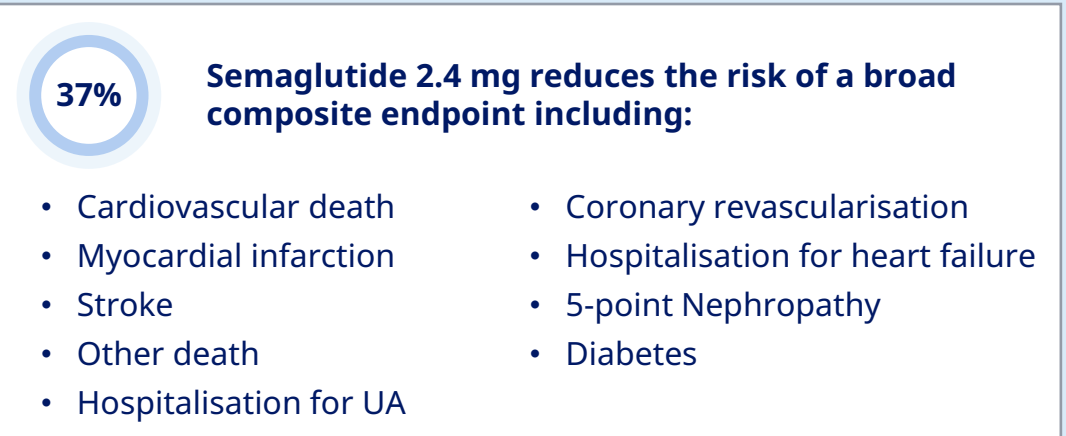 37%
Semaglutide 2.4 mg reduces the risk of a broad
composite endpoint including:
• Cardiovascular death
• Myocardial infarction
• Stroke
• Other death
• Hospitalisation for UA
• Coronary revascularisation
• Hospitalisation for heart failure
• 5-point Nephropathy
• Diabetes